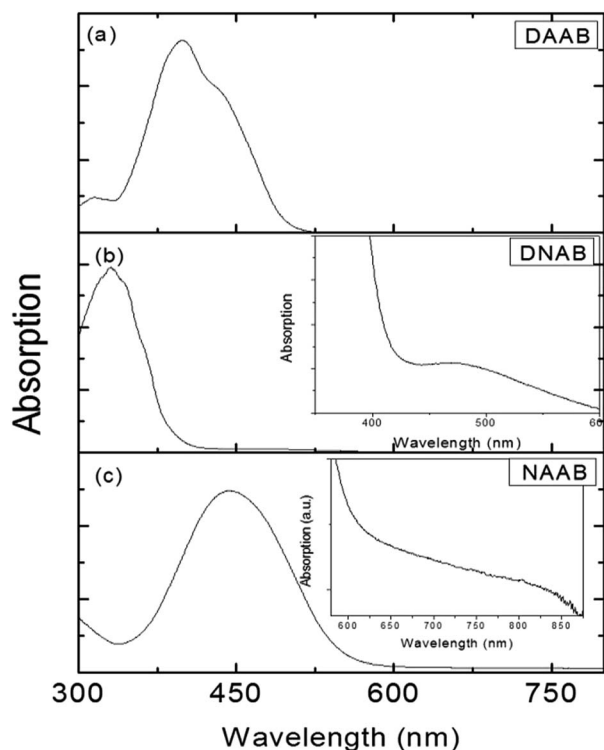 (a)
DAAB
(b)
DNAB
Absorption
400
500
600
Wavelength (nm)
(c)
NAAB
Absorption (a.u.)
600
650
700
750
800
850
Wavelength (nm)
Absorption
300
450
600
750
Wavelength (nm)